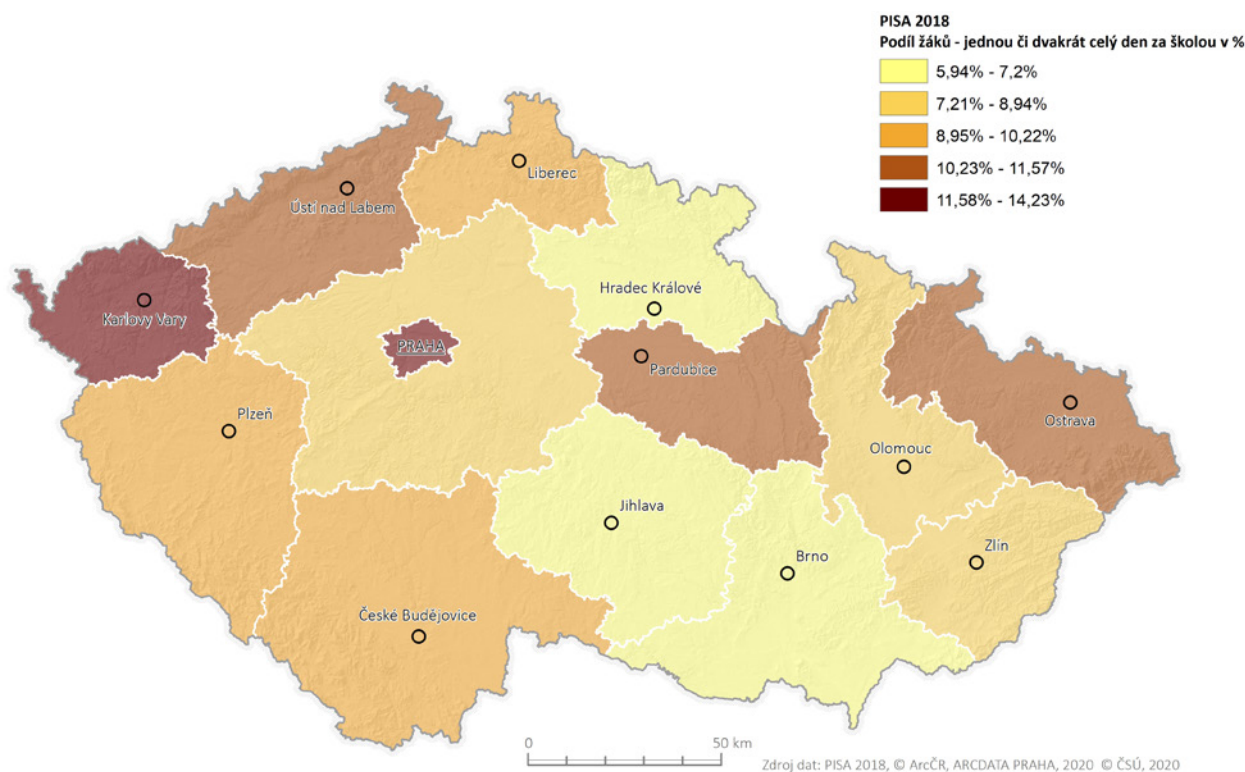 PISA 2018
Podíl žáků - jednou či dvakrát celý den za školou v %
5,94% - 7,2%
7,21% - 8,94%
8,95% - 10,22%
10,23% - 11,57%
11,58% - 14,23%
Liberec
Ústí nad Labem
Karlovy Vary
Hradec Králové
PRAHA
Pardubice
Plzeň
Ostrava
Olomouc
Jihlava
Brno
Zlín
České Budějovice
0 50 km
Zdroj dat: PISA 2018, © ArcČR, ARCDATA PRAHA, 2020 © ČSÚ, 2020